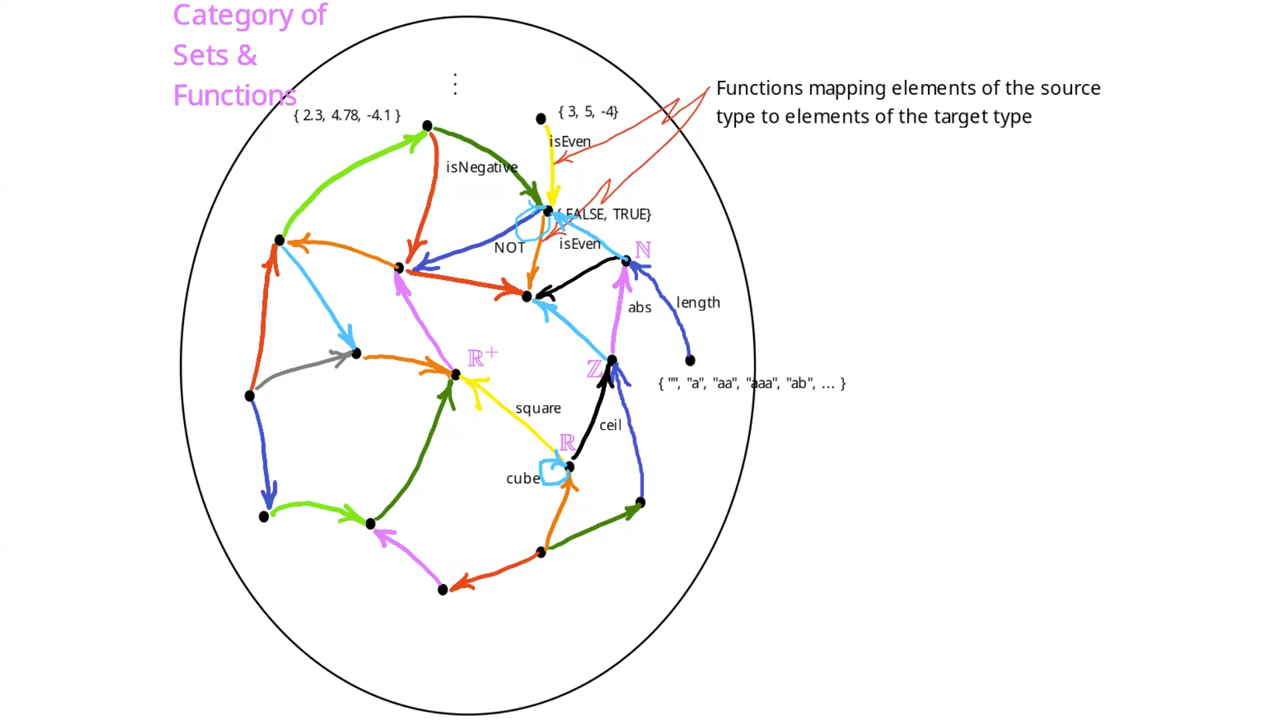 Category of
Sets &
Functions
⋮
{ 2.3, 4.78, -4.1 }
{ 3, 5, -4}
Functions mapping elements of the source
type to elements of the target type
isEven
isNegative
{ FALSE, TRUE}
NOT
isEven
ℕ
abs
length
ℝ⁺
ℤ
{ "", "a", "aa", "aaa", "ab", ... }
square
ceil
ℝ
cube